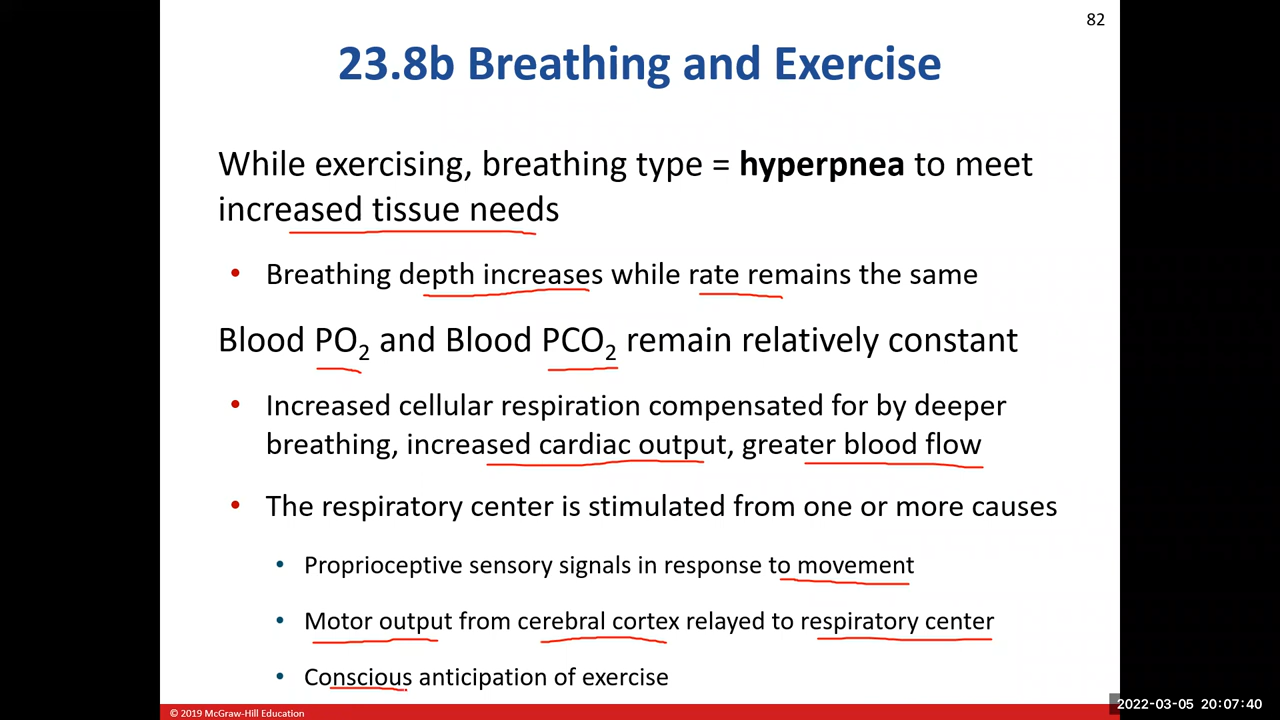 82
23.8b Breathing and Exercise
While exercising, breathing type = hyperpnea to meet
increased tissue needs
• Breathing depth increases while rate remains the same
Blood PO₂ and Blood PCO₂ remain relatively constant
• Increased cellular respiration compensated for by deeper
breathing, increased cardiac output, greater blood flow
• The respiratory center is stimulated from one or more causes
• Proprioceptive sensory signals in response to movement
• Motor output from cerebral cortex relayed to respiratory center
• Conscious anticipation of exercise
© 2019 McGraw-Hill Education
2022-03-05 20:07:40